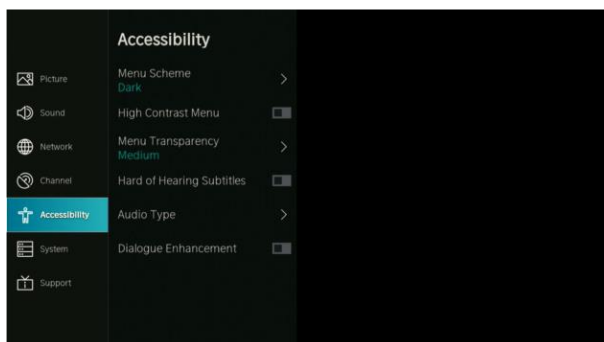 Accessibility
Picture
Sound
Network
Channel
Accessibility
System
Support
Menu Scheme
Dark
High Contrast Menu
Menu Transparency
Medium
Hard of Hearing Subtitles
Audio Type
Dialogue Enhancement